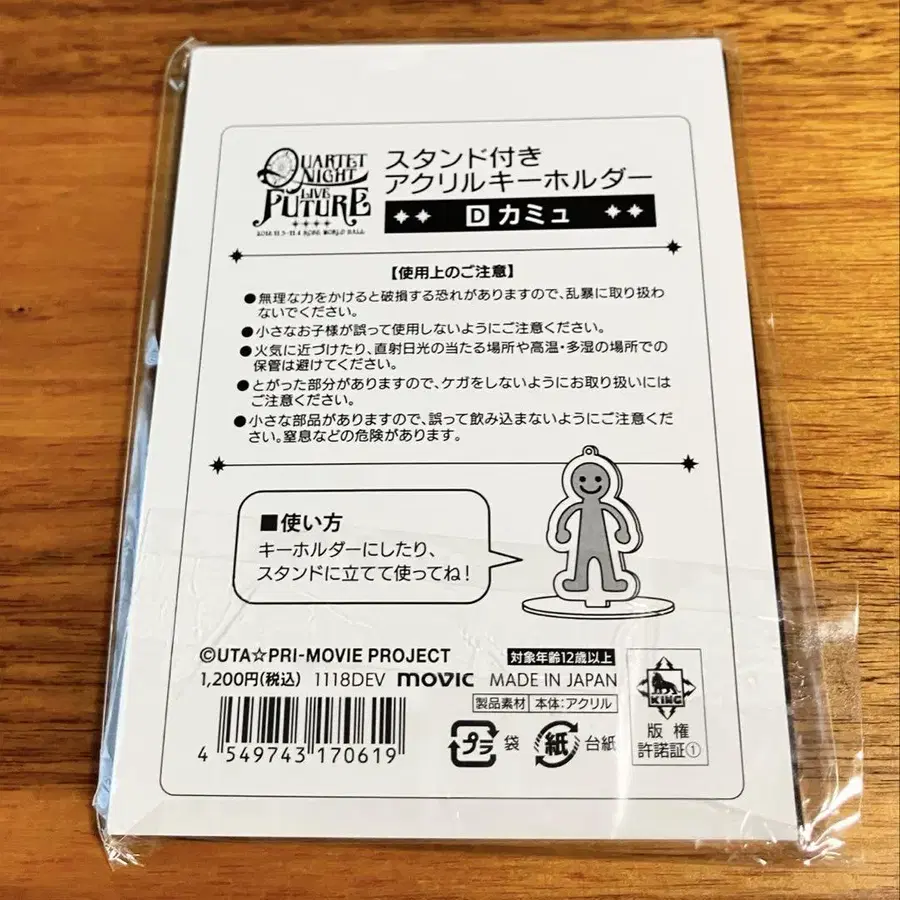 QUARTET
NIGHT
LIVE
FUTURE
スタンド付き
アクリルキーホルダー
D カミュ
【使用上のご注意】
●無理な力をかけると破損する恐れがありますので、乱暴に取り扱わ
ないでください。
●小さなお子様が誤って使用しないようにご注意ください。
●火気に近づけたり、直射日光の当たる場所や高温・多湿の場所での
保管は避けてください。
●とがった部分がありますので、ケガをしないようにお取り扱いには
ご注意ください。
●小さな部品がありますので、誤って飲み込まないようにご注意くだ
さい。窒息などの危険があります。
■使い方
キーホルダーにしたり、
スタンドに立てて使ってね!
©UTA☆PRI-MOVIE PROJECT
対象年齢12歳以上
1,200円(税込) 1118DEV movic MADE IN JAPAN
製品素材 本体:アクリル
4 549743 170619
プラ 袋 紙 台紙
KING
版権
許諾証①